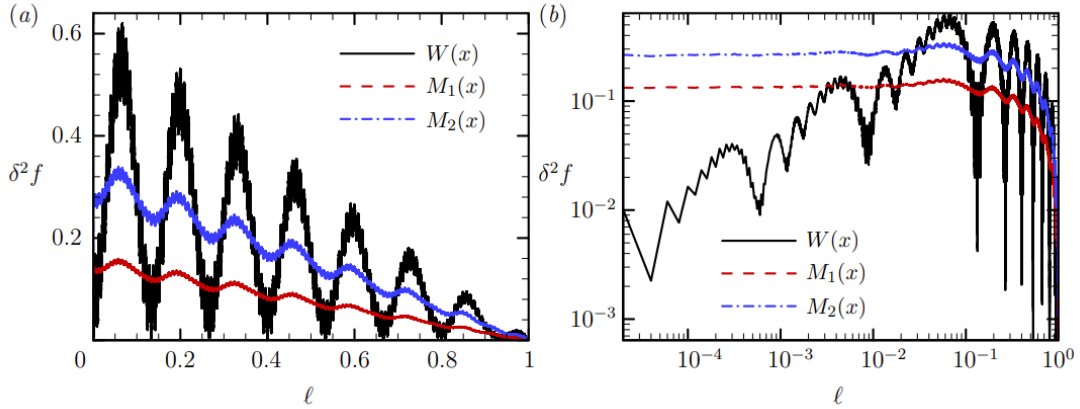 (a)
0.6
0.4
0.2
δ²f
W(x)
M₁(x)
M₂(x)
0 0.2 0.4 0.6 0.8 1
ℓ
(b)
10⁻¹
10⁻²
10⁻³
δ²f
W(x)
M₁(x)
M₂(x)
10⁻⁴ 10⁻³ 10⁻² 10⁻¹ 10⁰
ℓ